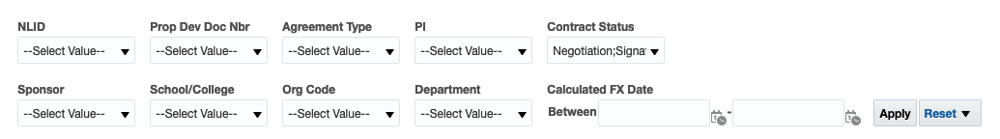 NLID Prop Dev Doc Nbr Agreement Type PI Contract Status
--Select Value-- --Select Value-- --Select Value-- --Select Value-- Negotiation;Signa
Sponsor School/College Org Code Department Calculated FX Date
--Select Value-- --Select Value-- --Select Value-- --Select Value-- Between - Apply Reset